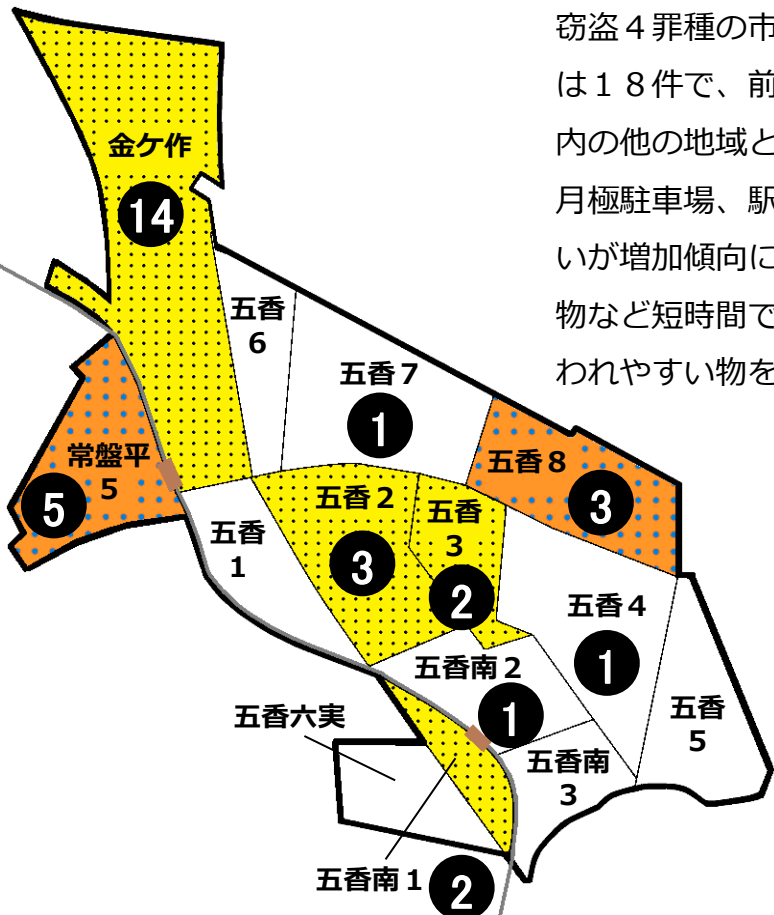 窃盗４罪種の市
は１８件で、前
内の他の地域と
月極駐車場、駅
いが増加傾向に
物など短時間で
われやすい物を
金ケ作
14
五香
6
五香７
1
五香８
3
常盤平
5
5
五香
1
五香２
3
五香
3
2
五香４
1
五香南２
1
五香
5
五香六実
五香南
3
五香南１
2